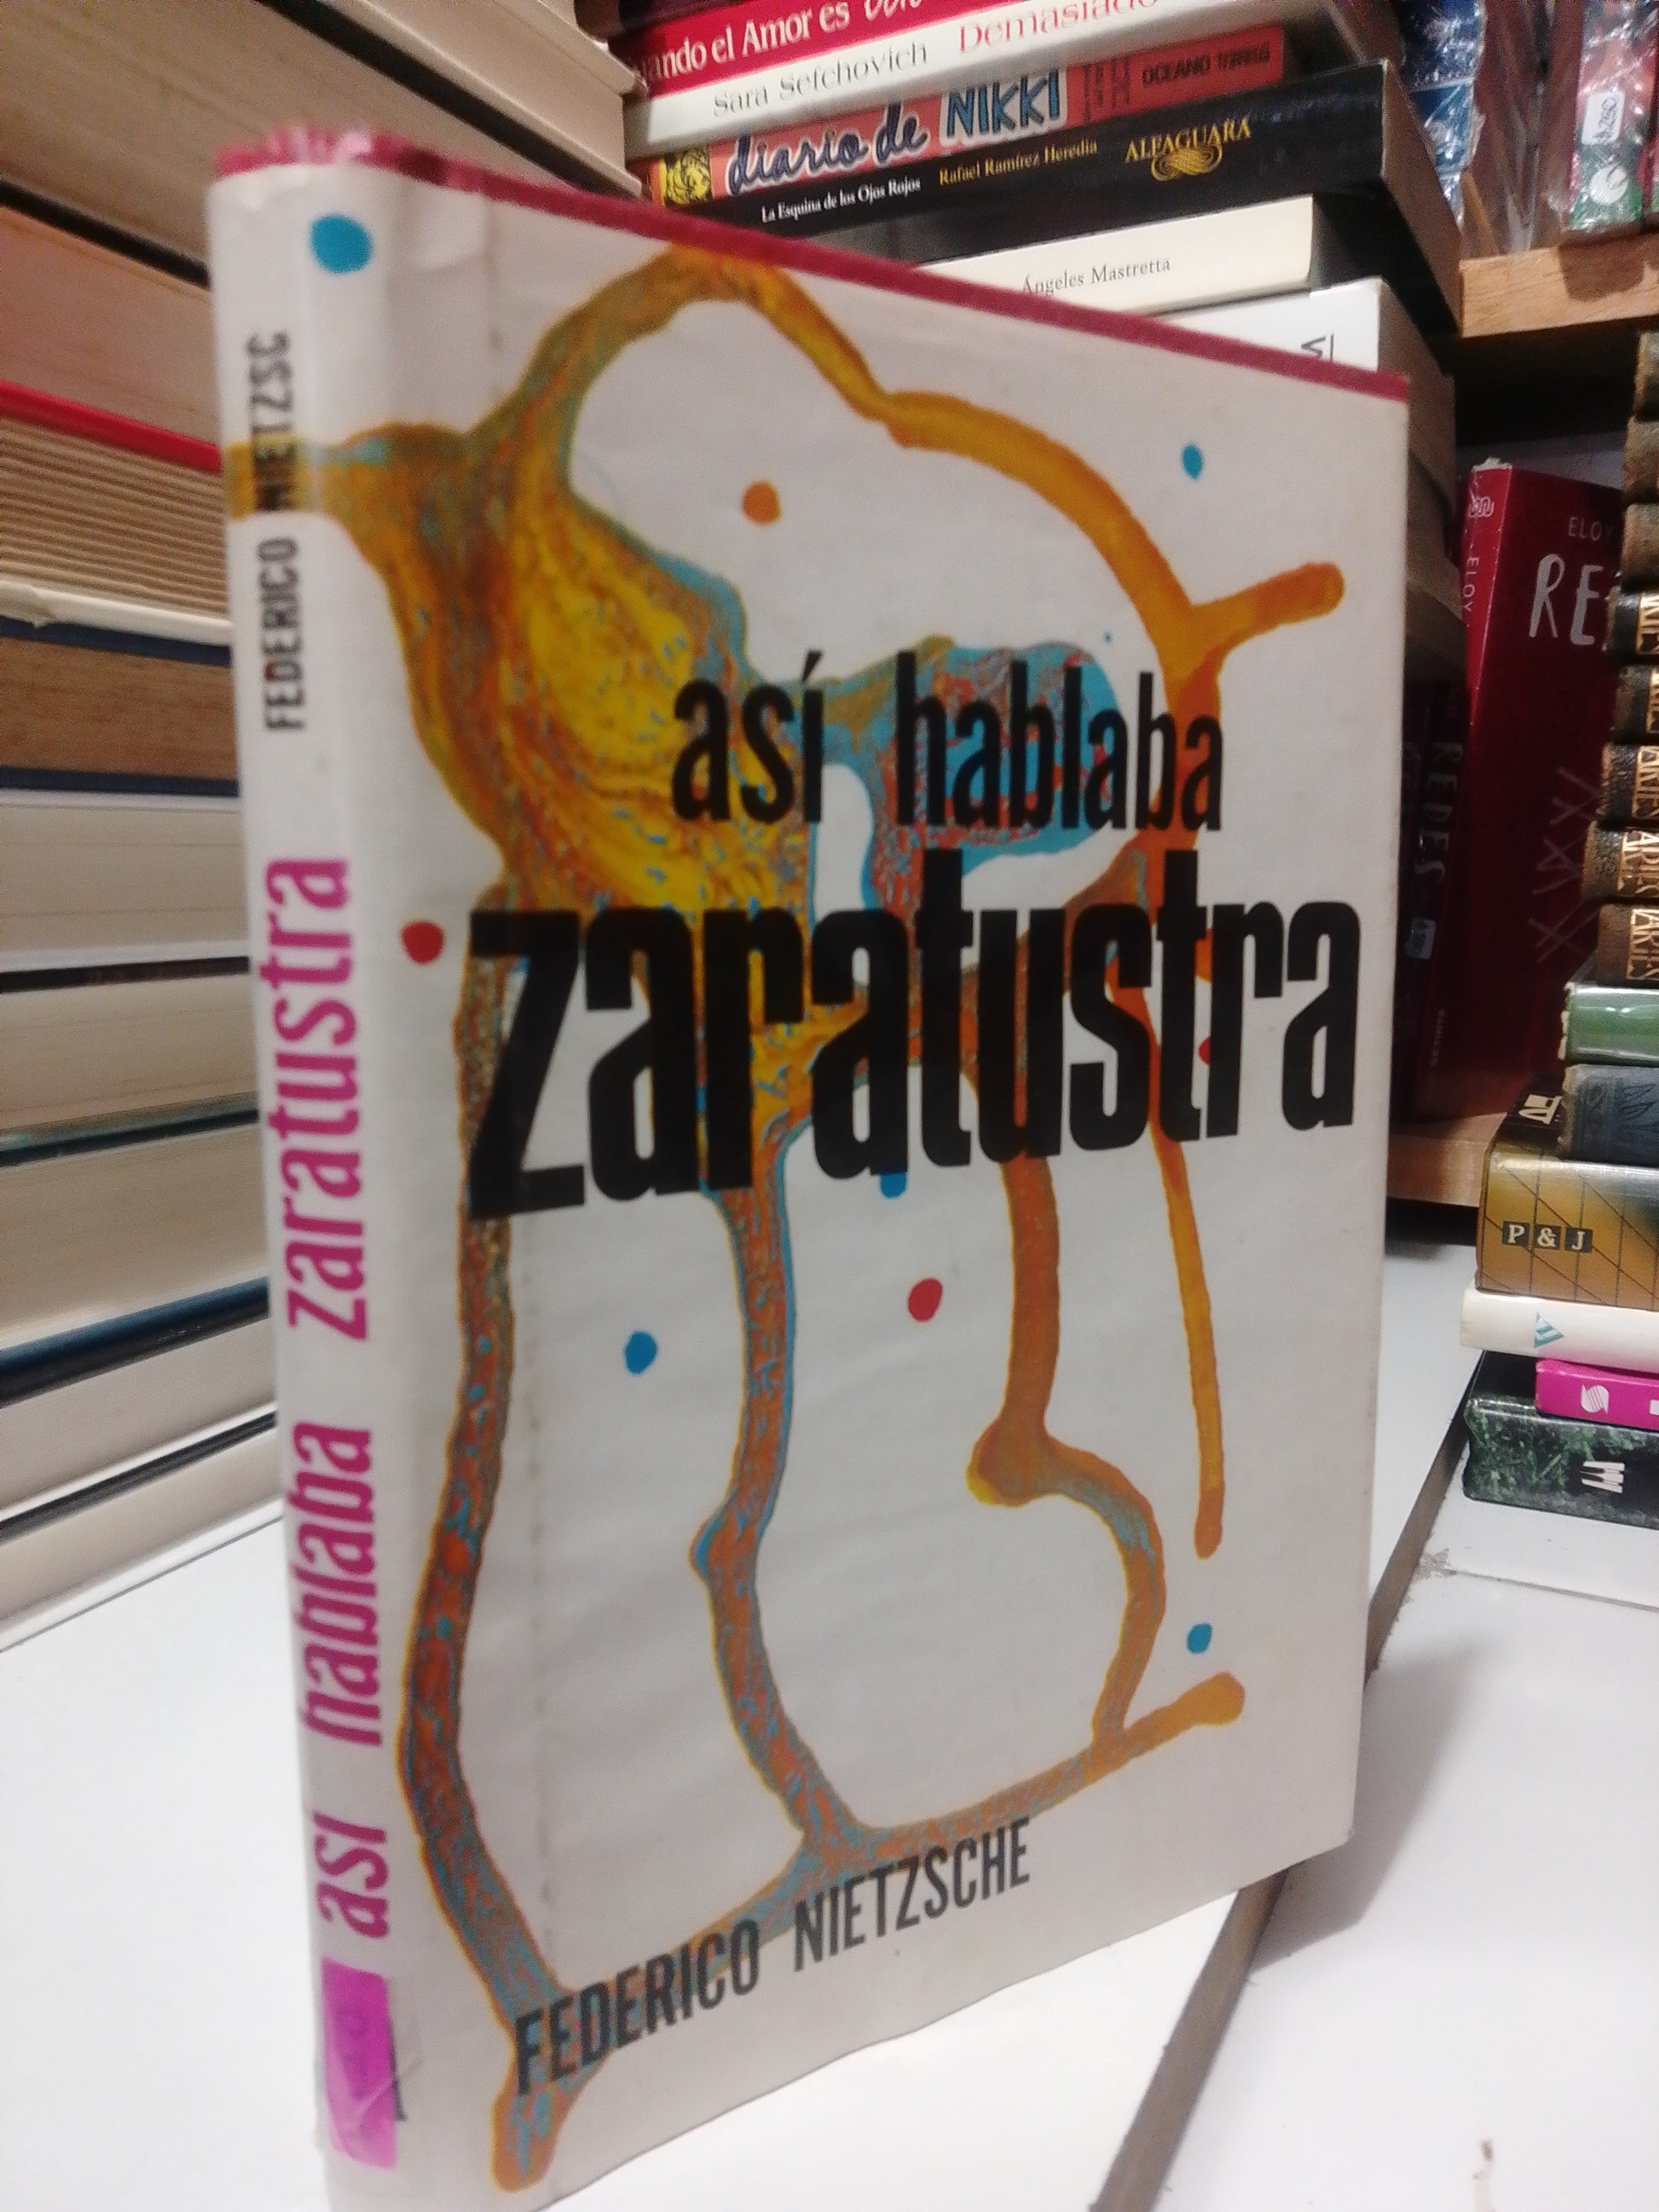 ando el Amor es
Sara Sefchovich Demasiado
diario de NIKKI
OCEANO
La Esquina de los Ojos Rojos Rafael Ramírez Heredia ALFAGUARA
Ángeles Mastretta
FEDERICO NIETZSC
así hablaba zaratustra
así hablaba
zaratustra
FEDERICO NIETZSCHE
ELOY
REDES
P & J